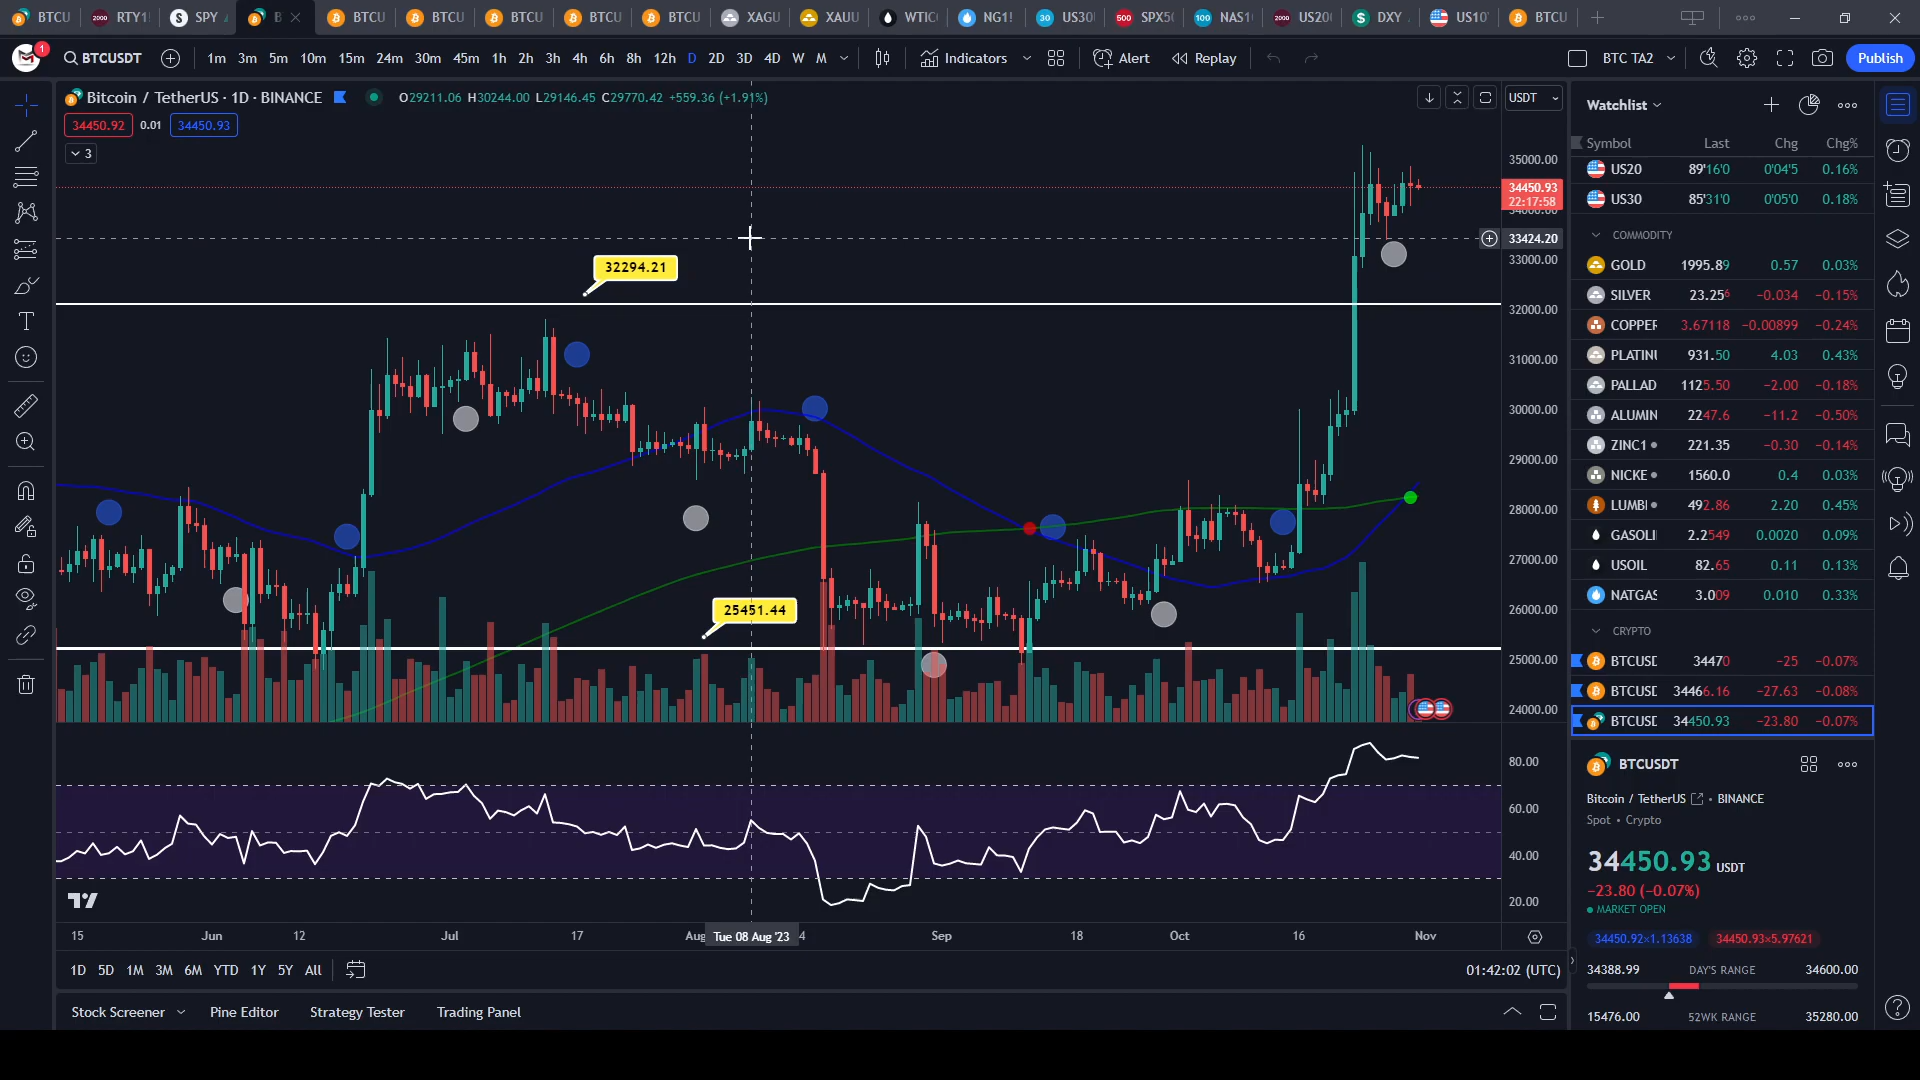 BTCU RTY1! SPY B BTCU BTCU BTCU BTCU BTCU XAGU XAUU WTIC NG1! US30 SPX5 NAS1 US20 DXY US10 BTCU
1 BTCUSDT 1m 3m 5m 10m 15m 24m 30m 45m 1h 2h 3h 4h 6h 8h 12h D 2D 3D 4D W M Indicators Alert Replay BTC TA2 Publish
Bitcoin / TetherUS · 1D · BINANCE O29211.06 H30244.00 L29146.45 C29770.42 +559.36 (+1.91%) USDT
34450.92 0.01 34450.93
3
32294.21
25451.44
35000.00
34450.93
22:17:58
33424.20
33000.00
32000.00
31000.00
30000.00
29000.00
28000.00
27000.00
26000.00
25000.00
24000.00
80.00
60.00
40.00
20.00
15 Jun 12 Jul 17 Aug Tue 08 Aug '23 4 Sep 18 Oct 16 Nov
1D 5D 1M 3M 6M YTD 1Y 5Y All 01:42:02 (UTC)
Stock Screener Pine Editor Strategy Tester Trading Panel
Watchlist
Symbol Last Chg Chg%
US20 89'16'0 0'04'5 0.16%
US30 85'31'0 0'05'0 0.18%
COMMODITY
GOLD 1995.89 0.57 0.03%
SILVER 23.256 −0.034 −0.15%
COPPER 3.67118 −0.00899 −0.24%
PLATINU 931.50 4.03 0.43%
PALLAD 1125.50 −2.00 −0.18%
ALUMIN 2247.6 −11.2 −0.50%
ZINC1 221.35 −0.30 −0.14%
NICKE 1560.0 0.4 0.03%
LUMBI 492.86 2.20 0.45%
GASOLI 2.2549 0.0020 0.09%
USOIL 82.65 0.11 0.13%
NATGAS 3.009 0.010 0.33%
CRYPTO
BTCUSD 34470 −25 −0.07%
BTCUSD 34466.16 −27.63 −0.08%
BTCUSD 34450.93 −23.80 −0.07%
BTCUSDT
Bitcoin / TetherUS • BINANCE
Spot • Crypto
34450.93 USDT
−23.80 (−0.07%)
MARKET OPEN
34450.92×1.13638 34450.93×5.97621
34388.99 DAY'S RANGE 34600.00
15476.00 52WK RANGE 35280.00